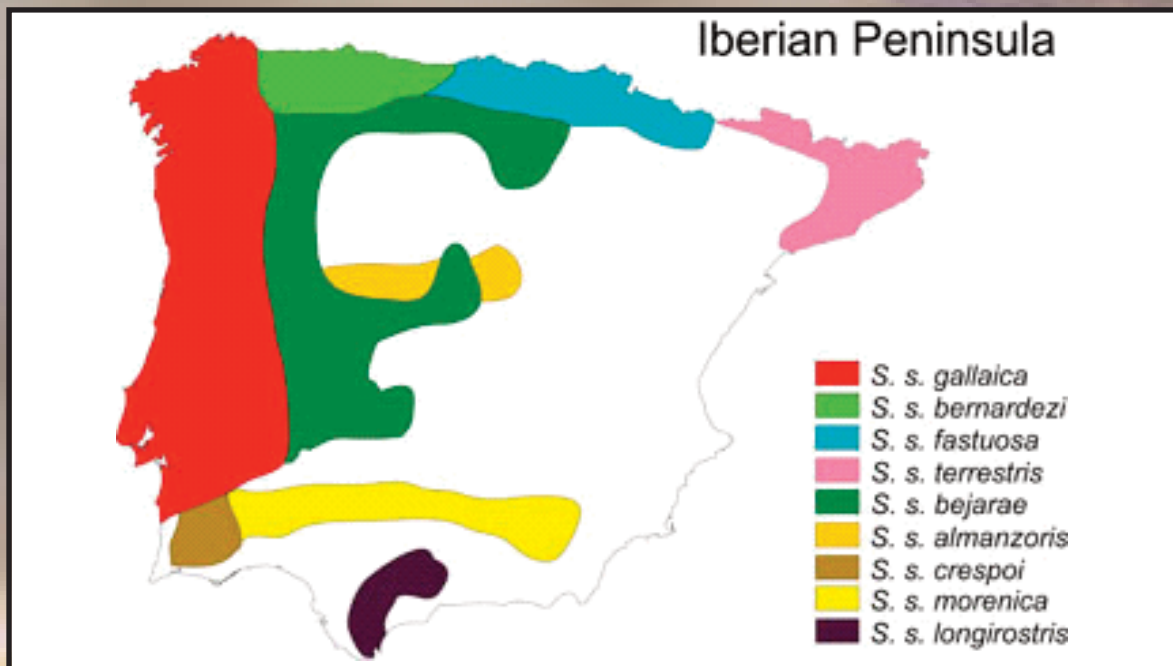 Iberian Peninsula
S. s. gallaica
S. s. bernardezi
S. s. fastuosa
S. s. terrestris
S. s. bejarae
S. s. almanzoris
S. s. crespoi
S. s. morenica
S. s. longirostris